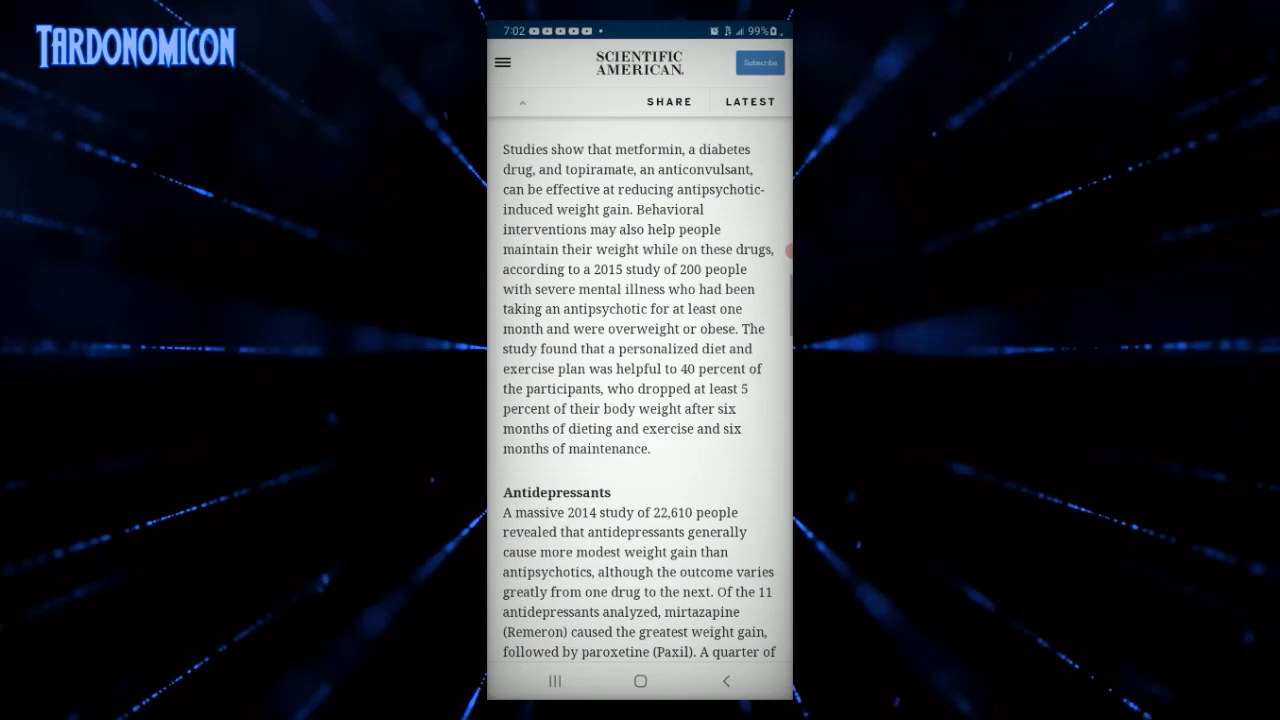 TARDONOMICON
7:02
99%
SCIENTIFIC
AMERICAN.
Subscribe
SHARE
LATEST
Studies show that metformin, a diabetes
drug, and topiramate, an anticonvulsant,
can be effective at reducing antipsychotic-
induced weight gain. Behavioral
interventions may also help people
maintain their weight while on these drugs,
according to a 2015 study of 200 people
with severe mental illness who had been
taking an antipsychotic for at least one
month and were overweight or obese. The
study found that a personalized diet and
exercise plan was helpful to 40 percent of
the participants, who dropped at least 5
percent of their body weight after six
months of dieting and exercise and six
months of maintenance.
Antidepressants
A massive 2014 study of 22,610 people
revealed that antidepressants generally
cause more modest weight gain than
antipsychotics, although the outcome varies
greatly from one drug to the next. Of the 11
antidepressants analyzed, mirtazapine
(Remeron) caused the greatest weight gain,
followed by paroxetine (Paxil). A quarter of